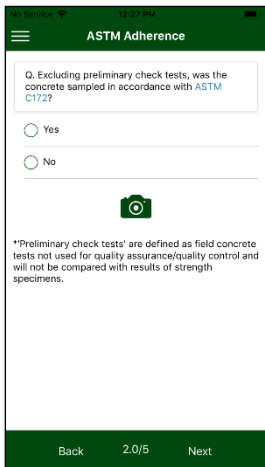 No Service 12:27 PM
ASTM Adherence
Q. Excluding preliminary check tests, was the
concrete sampled in accordance with ASTM
C172?
Yes
No
*'Preliminary check tests' are defined as field concrete
tests not used for quality assurance/quality control and
will not be compared with results of strength
specimens.
Back 2.0/5 Next